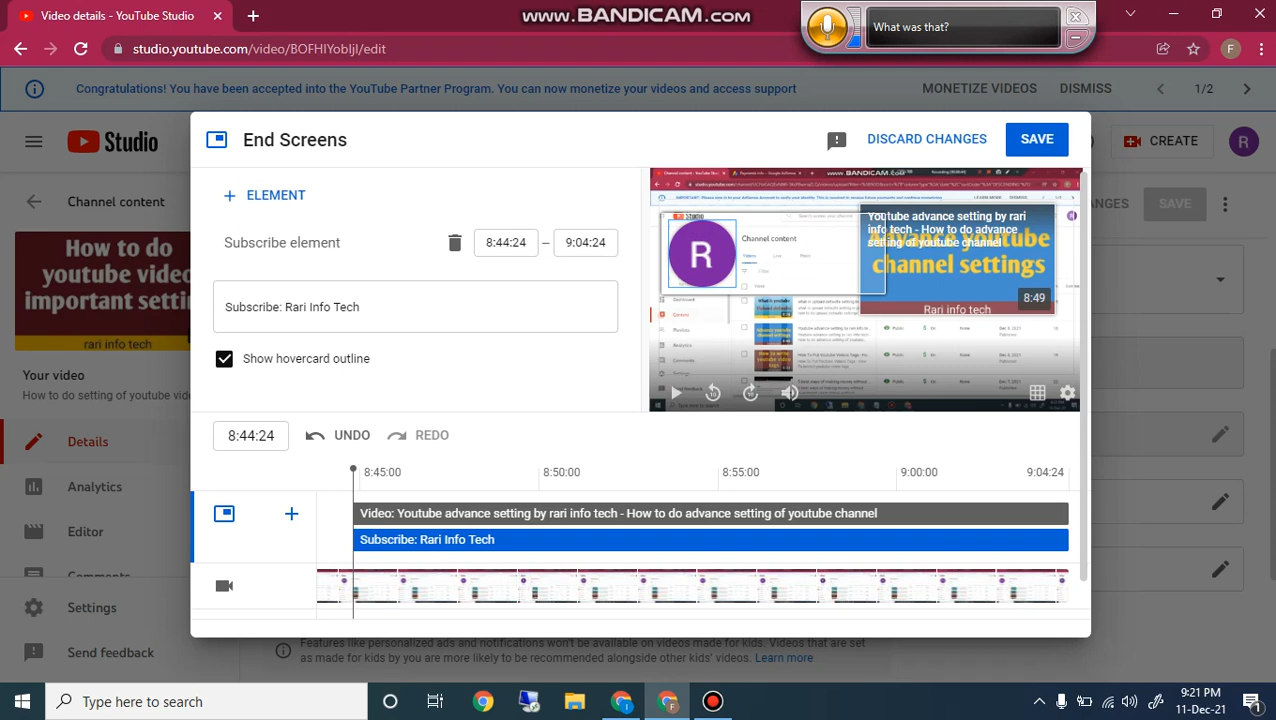 Video details - YouTube Studio
www.BANDICAM.com
What was that?
studio.youtube.com/video/BOFHIYobljI/edit
F
Congratulations! You have been accepted into the YouTube Partner Program. You can now monetize your videos and access support
MONETIZE VIDEOS
DISMISS
1/2
Studio
End Screens
DISCARD CHANGES
SAVE
CREATE
R
+ ELEMENT
Subscribe element
8:44:24 – 9:04:24
Subscribe: Rari Info Tech
Show hovercard outline
Channel content
R
Youtube advance setting by rari
info tech - How to do advance
setting of youtube channel
Advance youtube
channel settings
8:49
Rari info tech
How to do
youtube video
important setti
tech
Your vi
How to
Details
Analytics
Editor
Comments
Settings
Send feedback
8:44:24
UNDO
REDO
8:45:00
8:50:00
8:55:00
9:00:00
9:04:24
Video: Youtube advance setting by rari info tech - How to do advance setting of youtube channel
Subscribe: Rari Info Tech
Features like personalized ads and notifications won't be available on videos made for kids. Videos that are set
as made for kids by you are more likely to be recommended alongside other kids' videos. Learn more
Type here to search
9:21 PM
11-Dec-21